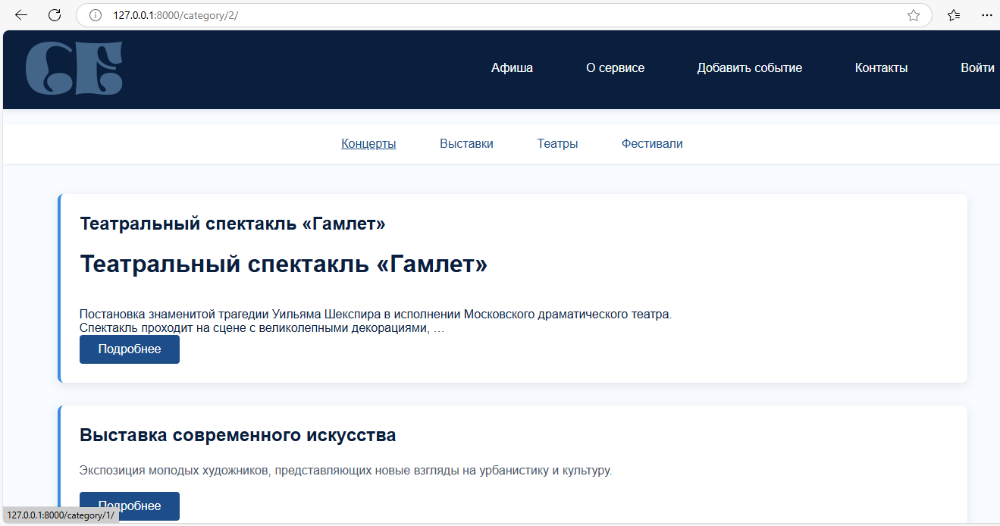 127.0.0.1:8000/category/2/
CE
Афиша О сервисе Добавить событие Контакты Войти
Концерты Выставки Театры Фестивали
Театральный спектакль «Гамлет»
Театральный спектакль «Гамлет»
Постановка знаменитой трагедии Уильяма Шекспира в исполнении Московского драматического театра.
Спектакль проходит на сцене с великолепными декорациями, …
Подробнее
Выставка современного искусства
Экспозиция молодых художников, представляющих новые взгляды на урбанистику и культуру.
Подробнее
127.0.0.1:8000/category/1/